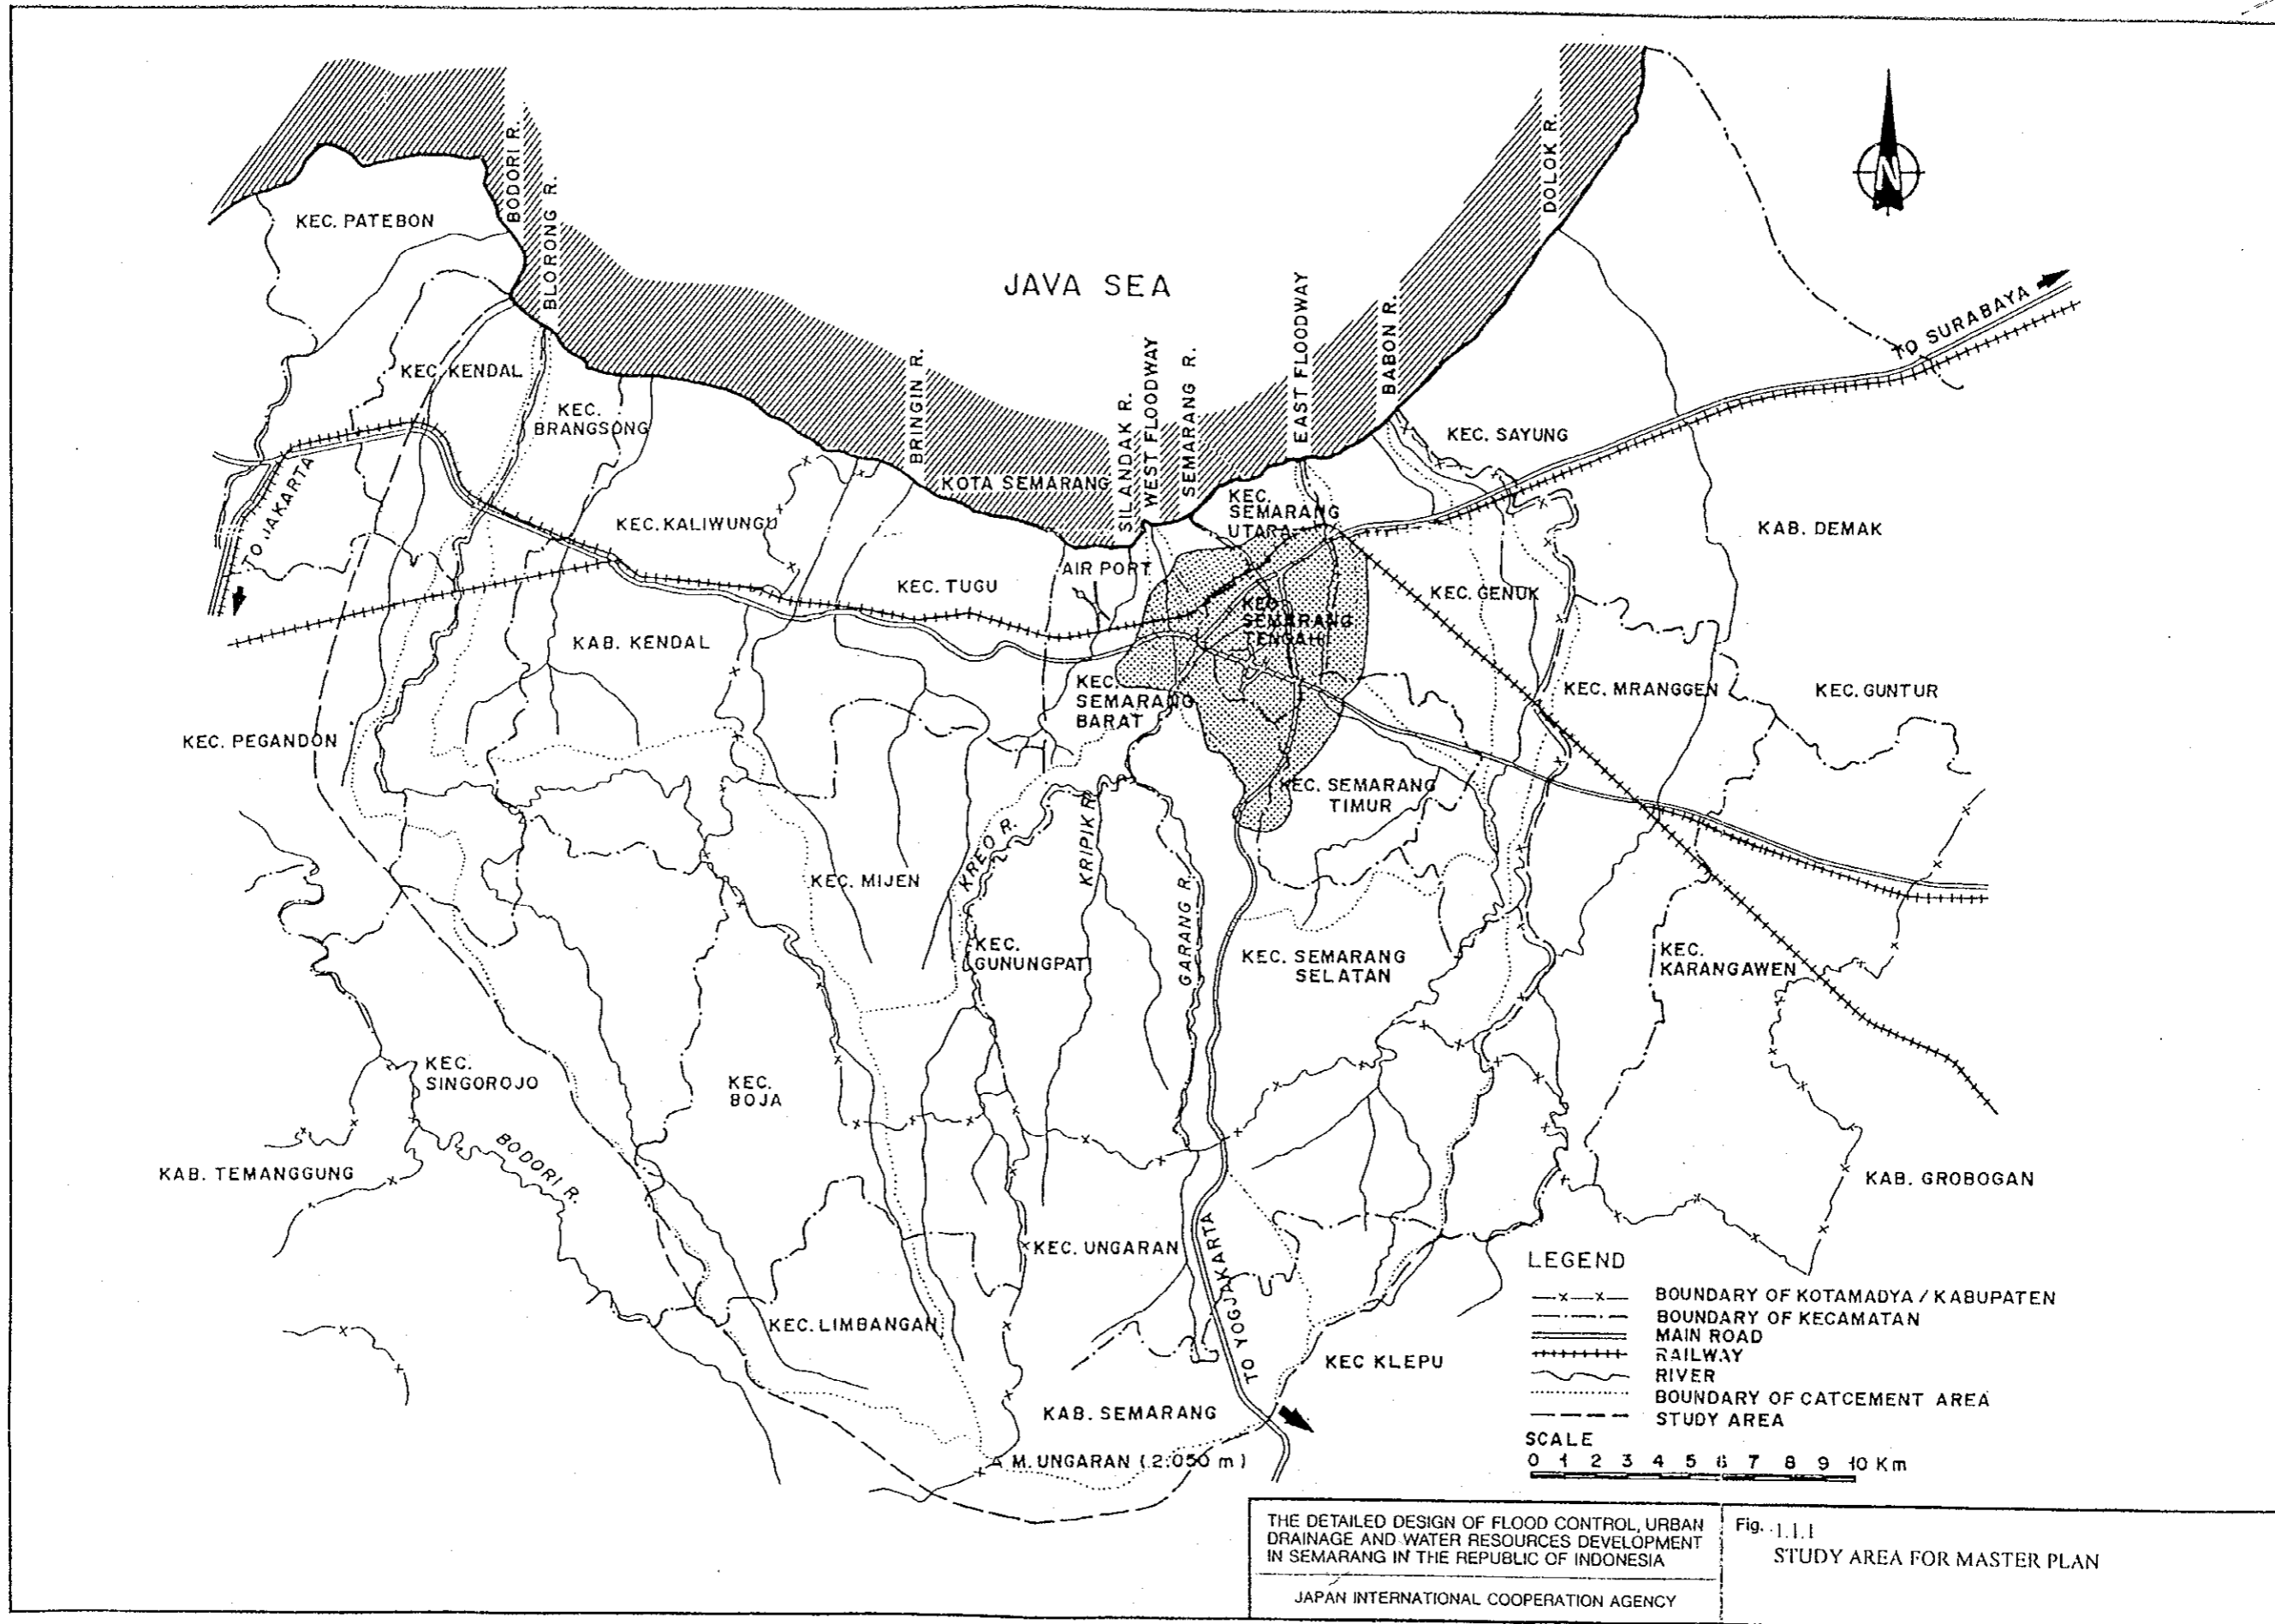 BODORI R.
BLORONG R.
KEC. PATEBON
JAVA SEA
DOLOK R.
N
TO SURABAYA
EAST FLOODWAY
BABON R.
BRINGIN R.
SILANDAK R.
WEST FLOODWAY
SEMARANG R.
KEC. KENDAL
KEC.
BRANGSONG
KEC. SAYUNG
TO JAKARTA
KOTA SEMARANG
KEC.
SEMARANG
UTARA
KEC. KALIWUNGU
KAB. DEMAK
AIR PORT
KEC. TUGU
KEC. GENUK
KEC.
SEMARANG
TENGAH
KAB. KENDAL
KEC.
SEMARANG
BARAT
KEC. MRANGGEN
KEC. GUNTUR
KEC. PEGANDON
KEC. SEMARANG
TIMUR
KREO R.
KRIPIK R.
GARANG R.
KEC. MIJEN
KEC.
GUNUNGPATI
KEC. SEMARANG
SELATAN
KEC.
KARANGAWEN
KEC.
SINGOROJO
KEC.
BOJA
BODORI R.
KAB. TEMANGGUNG
KAB. GROBOGAN
KEC. UNGARAN
TO YOGJAKARTA
KEC. LIMBANGAN
KEC KLEPU
KAB. SEMARANG
M. UNGARAN (2.050 m)
LEGEND
BOUNDARY OF KOTAMADYA / KABUPATEN
BOUNDARY OF KECAMATAN
MAIN ROAD
RAILWAY
RIVER
BOUNDARY OF CATCEMENT AREA
STUDY AREA
SCALE
0 1 2 3 4 5 6 7 8 9 10 Km
THE DETAILED DESIGN OF FLOOD CONTROL, URBAN
DRAINAGE AND WATER RESOURCES DEVELOPMENT
IN SEMARANG IN THE REPUBLIC OF INDONESIA
JAPAN INTERNATIONAL COOPERATION AGENCY
Fig. 1.1.1
STUDY AREA FOR MASTER PLAN